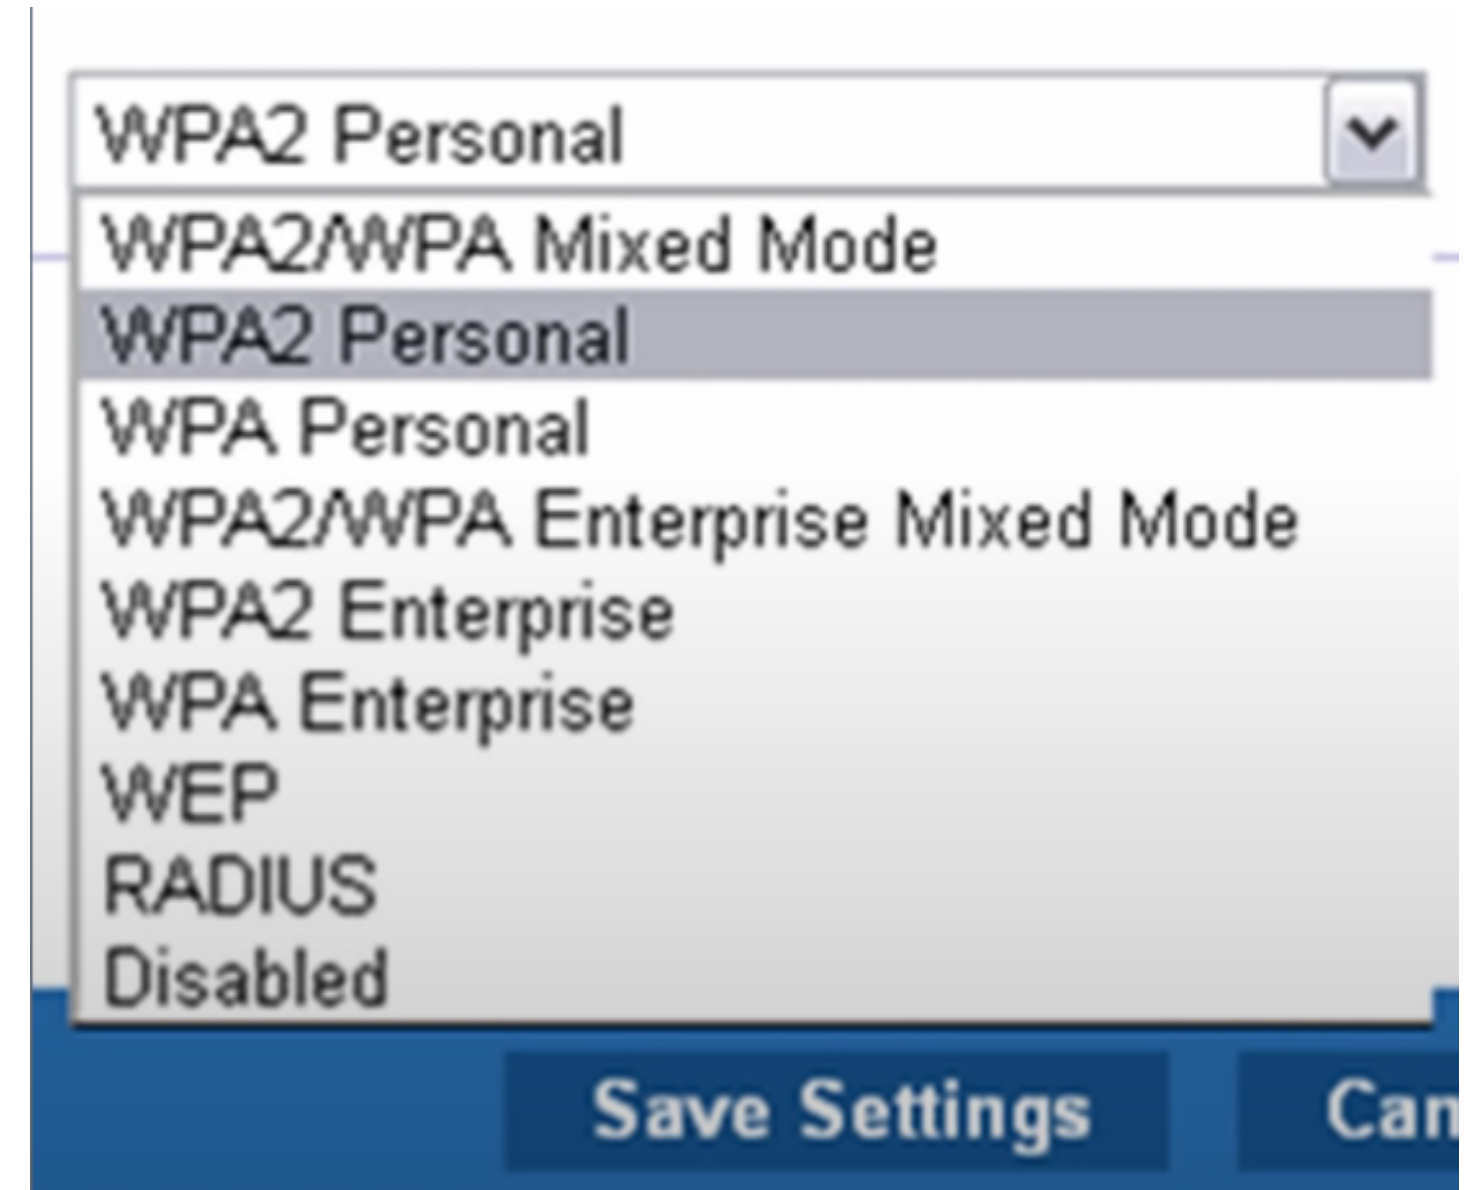 WPA2 Personal
WPA2/WPA Mixed Mode
WPA2 Personal
WPA Personal
WPA2/WPA Enterprise Mixed Mode
WPA2 Enterprise
WPA Enterprise
WEP
RADIUS
Disabled
Save Settings Can